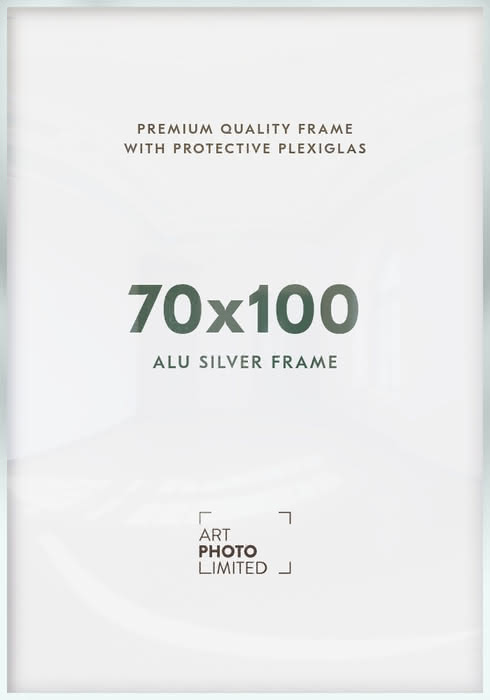 PREMIUM QUALITY FRAME
WITH PROTECTIVE PLEXIGLAS
70x100
ALU SILVER FRAME
ART
PHOTO
LIMITED